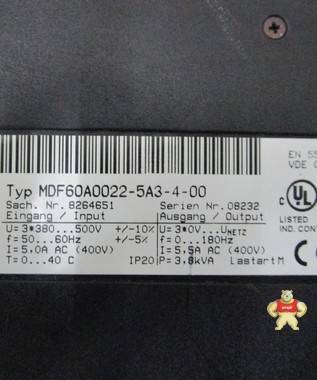 Typ MDF60A0022-5A3-4-00
Sach. Nr. 8264651 Serien Nr. 08232
Eingang / Input Ausgang / Output
U= 3*380...500V +/-10% U= 3*0V...UNETZ
f= 50...60Hz +/-5% f= 0...180Hz
I= 5.0A AC (400V) I= 5.5A AC (400V)
T= 0...40 C IP20 P= 3.8kVA Lastart M
EN 55
VDE 0
UL
LISTED
IND. CONT